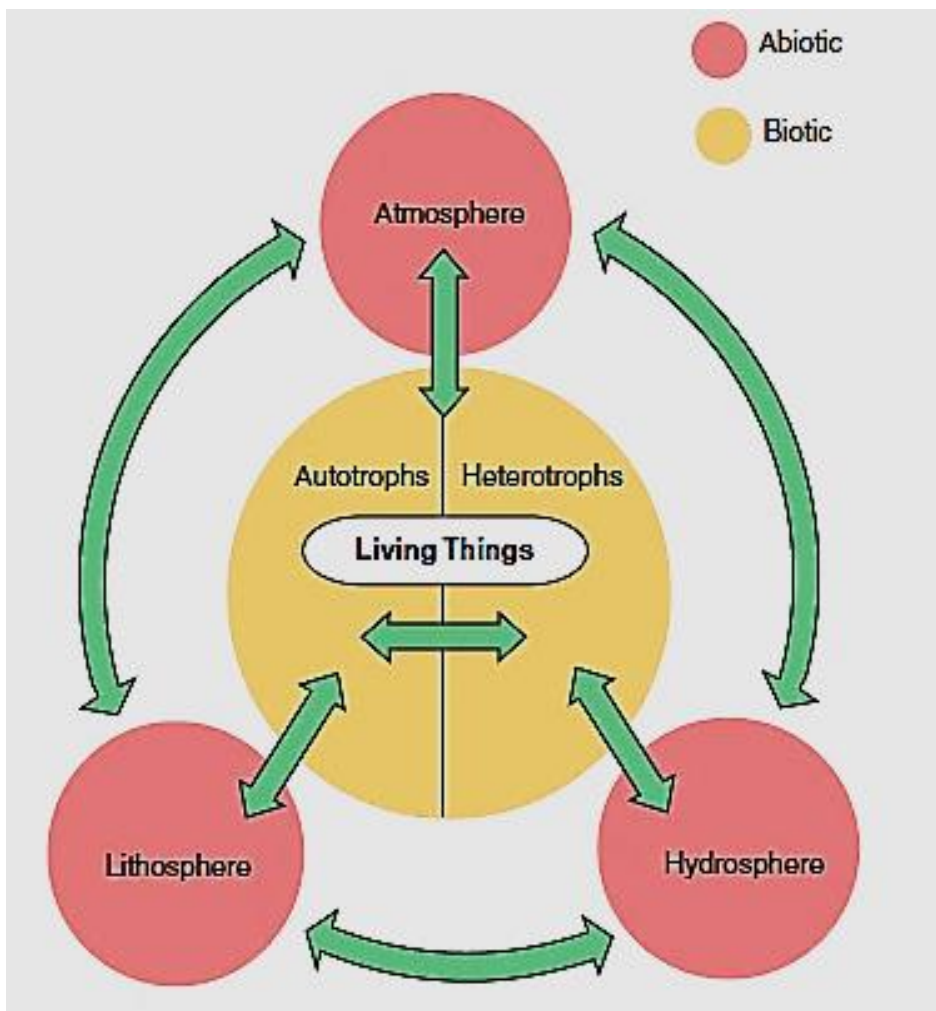 Abiotic
Biotic
Atmosphere
Autotrophs
Heterotrophs
Living Things
Lithosphere
Hydrosphere